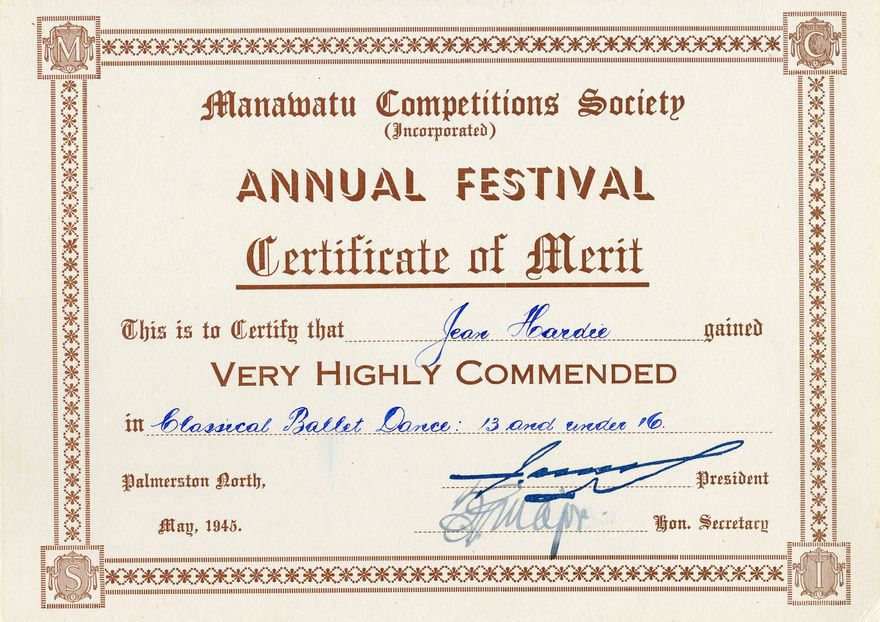 M C
Manawatu Competitions Society
(Incorporated)
ANNUAL FESTIVAL
Certificate of Merit
This is to Certify that Jean Hardie gained
VERY HIGHLY COMMENDED
in Classical Ballet Dance: 13 and under 16.
Palmerston North, President
May, 1945. Major. Hon. Secretary
S I